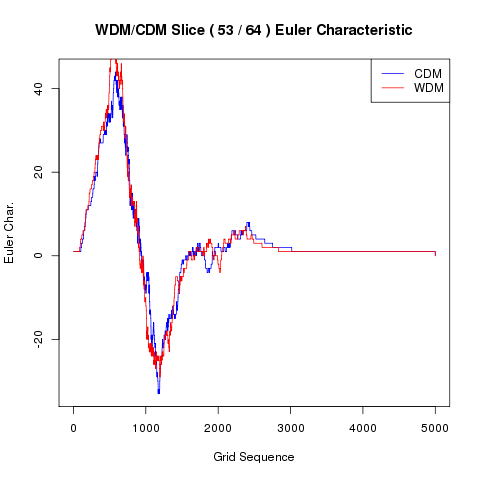 WDM/CDM Slice ( 53 / 64 ) Euler Characteristic
CDM
WDM
Euler Char.
40
20
0
-20
0 1000 2000 3000 4000 5000
Grid Sequence